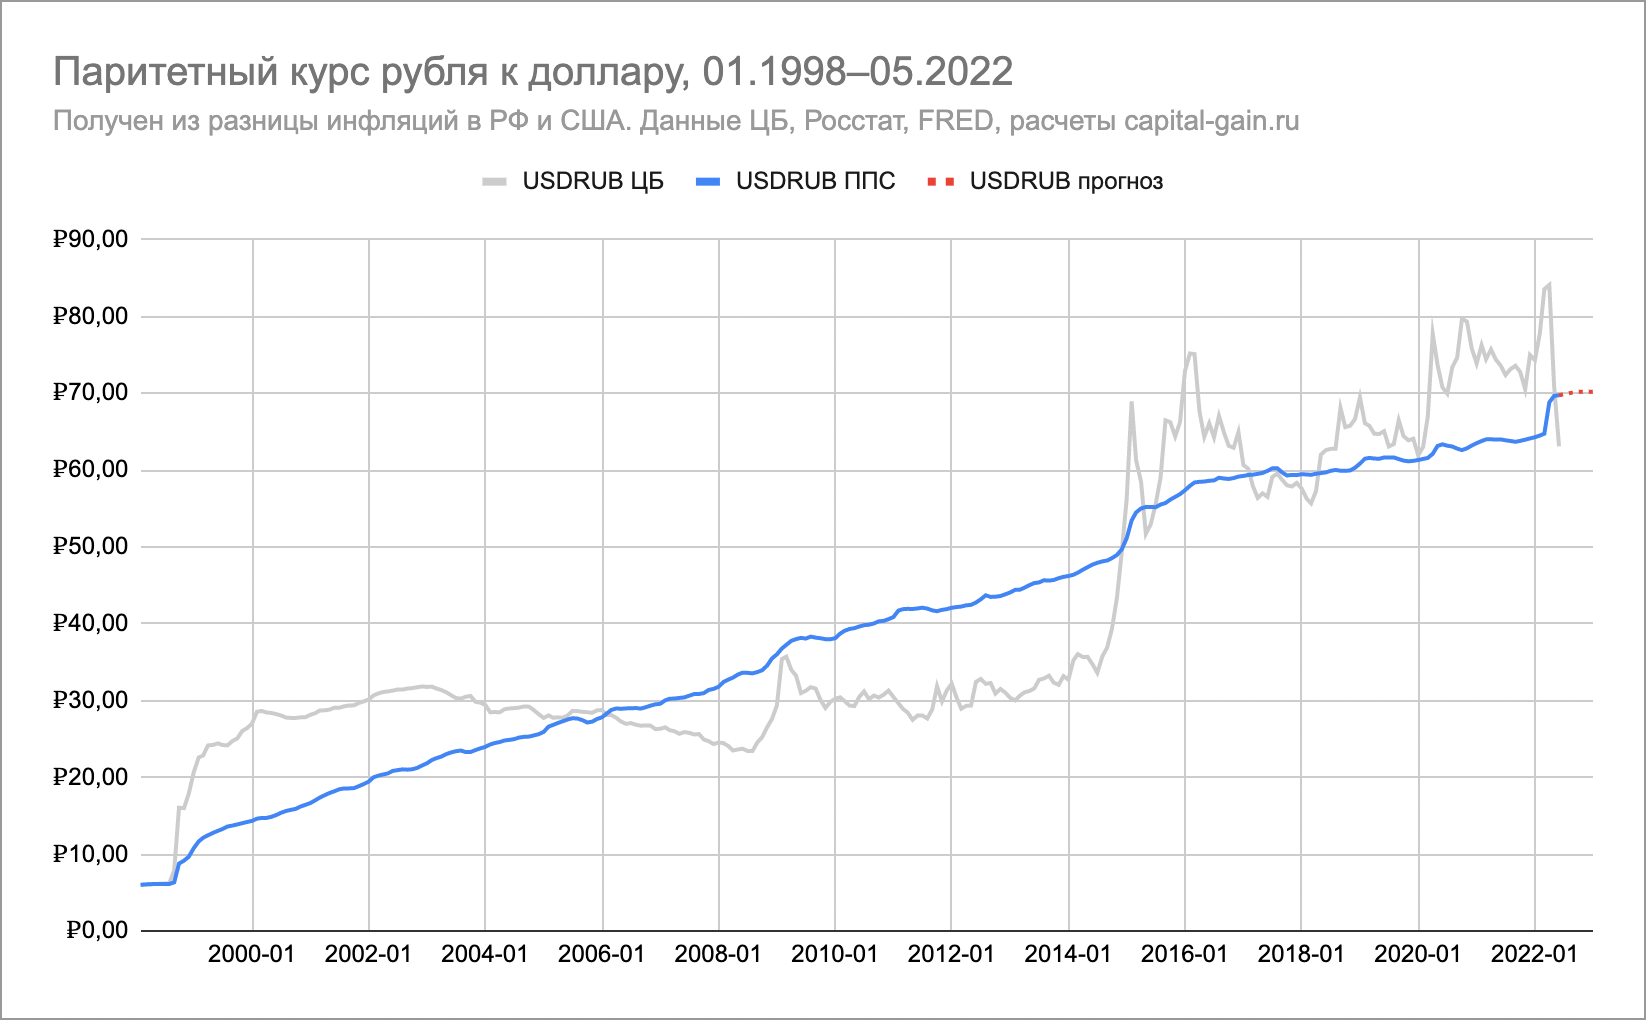 Паритетный курс рубля к доллару, 01.1998–05.2022
Получен из разницы инфляций в РФ и США. Данные ЦБ, Росстат, FRED, расчеты capital-gain.ru
USDRUB ЦБ USDRUB ППС USDRUB прогноз
₽90,00
₽80,00
₽70,00
₽60,00
₽50,00
₽40,00
₽30,00
₽20,00
₽10,00
₽0,00
2000-01 2002-01 2004-01 2006-01 2008-01 2010-01 2012-01 2014-01 2016-01 2018-01 2020-01 2022-01